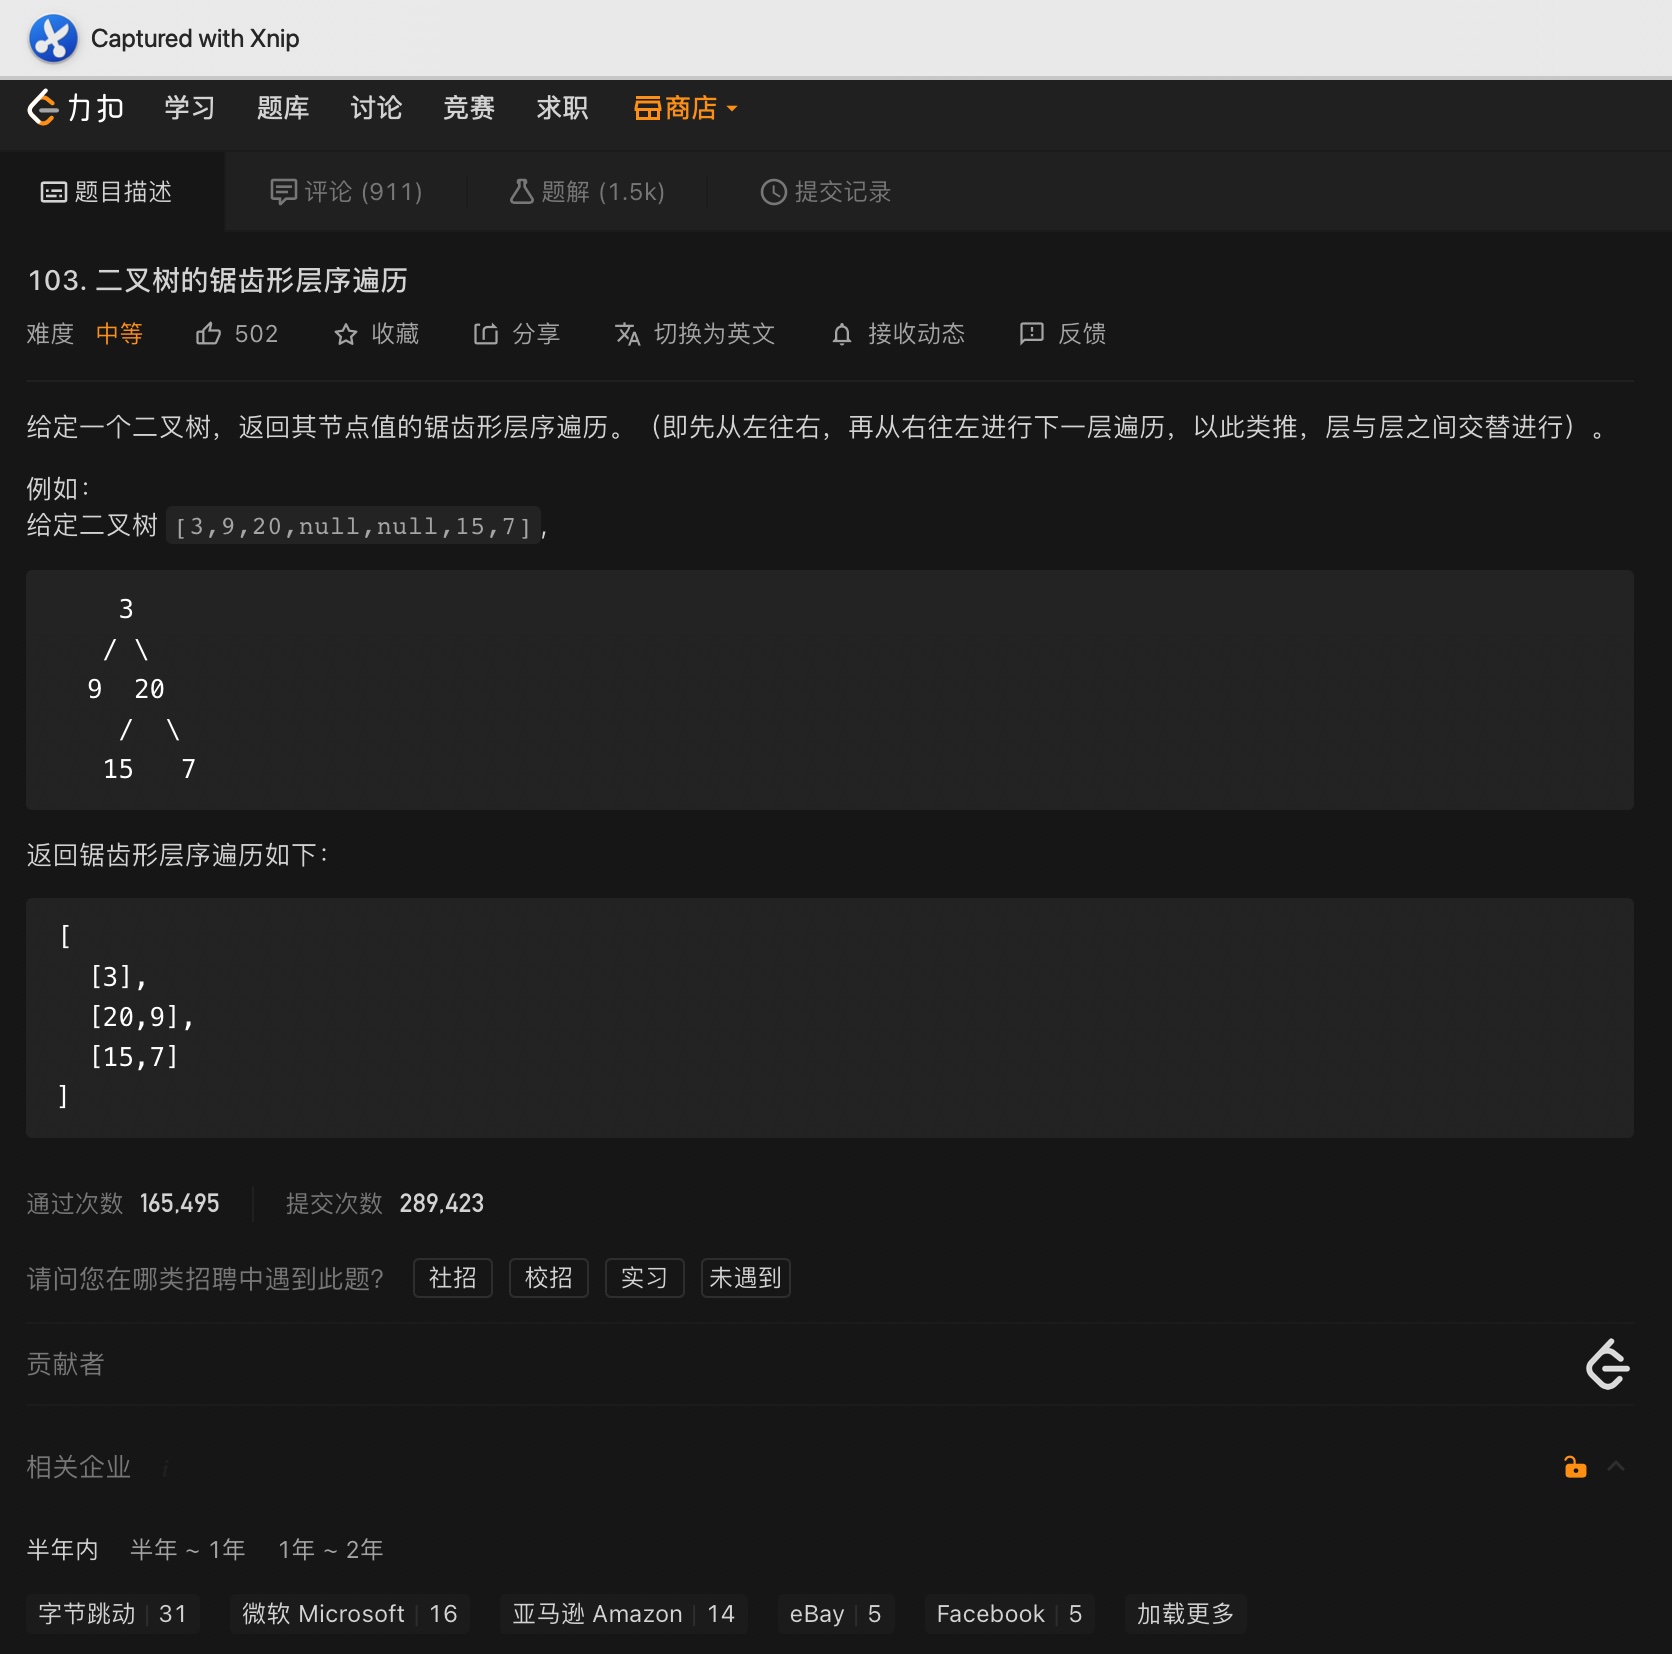 Captured with Xnip
力扣 学习 题库 讨论 竞赛 求职 商店
题目描述 评论 (911) 题解 (1.5k) 提交记录
103. 二叉树的锯齿形层序遍历
难度 中等 502 收藏 分享 切换为英文 接收动态 反馈
给定一个二叉树，返回其节点值的锯齿形层序遍历。（即先从左往右，再从右往左进行下一层遍历，以此类推，层与层之间交替进行）。
例如：
给定二叉树 [3,9,20,null,null,15,7],
3
/ \
9 20
/ \
15 7
返回锯齿形层序遍历如下：
[
[3],
[20,9],
[15,7]
]
通过次数 165,495 提交次数 289,423
请问您在哪类招聘中遇到此题？ 社招 校招 实习 未遇到
贡献者
相关企业 i
半年内 半年 ~ 1年 1年 ~ 2年
字节跳动 | 31 微软 Microsoft | 16 亚马逊 Amazon | 14 eBay | 5 Facebook | 5 加载更多